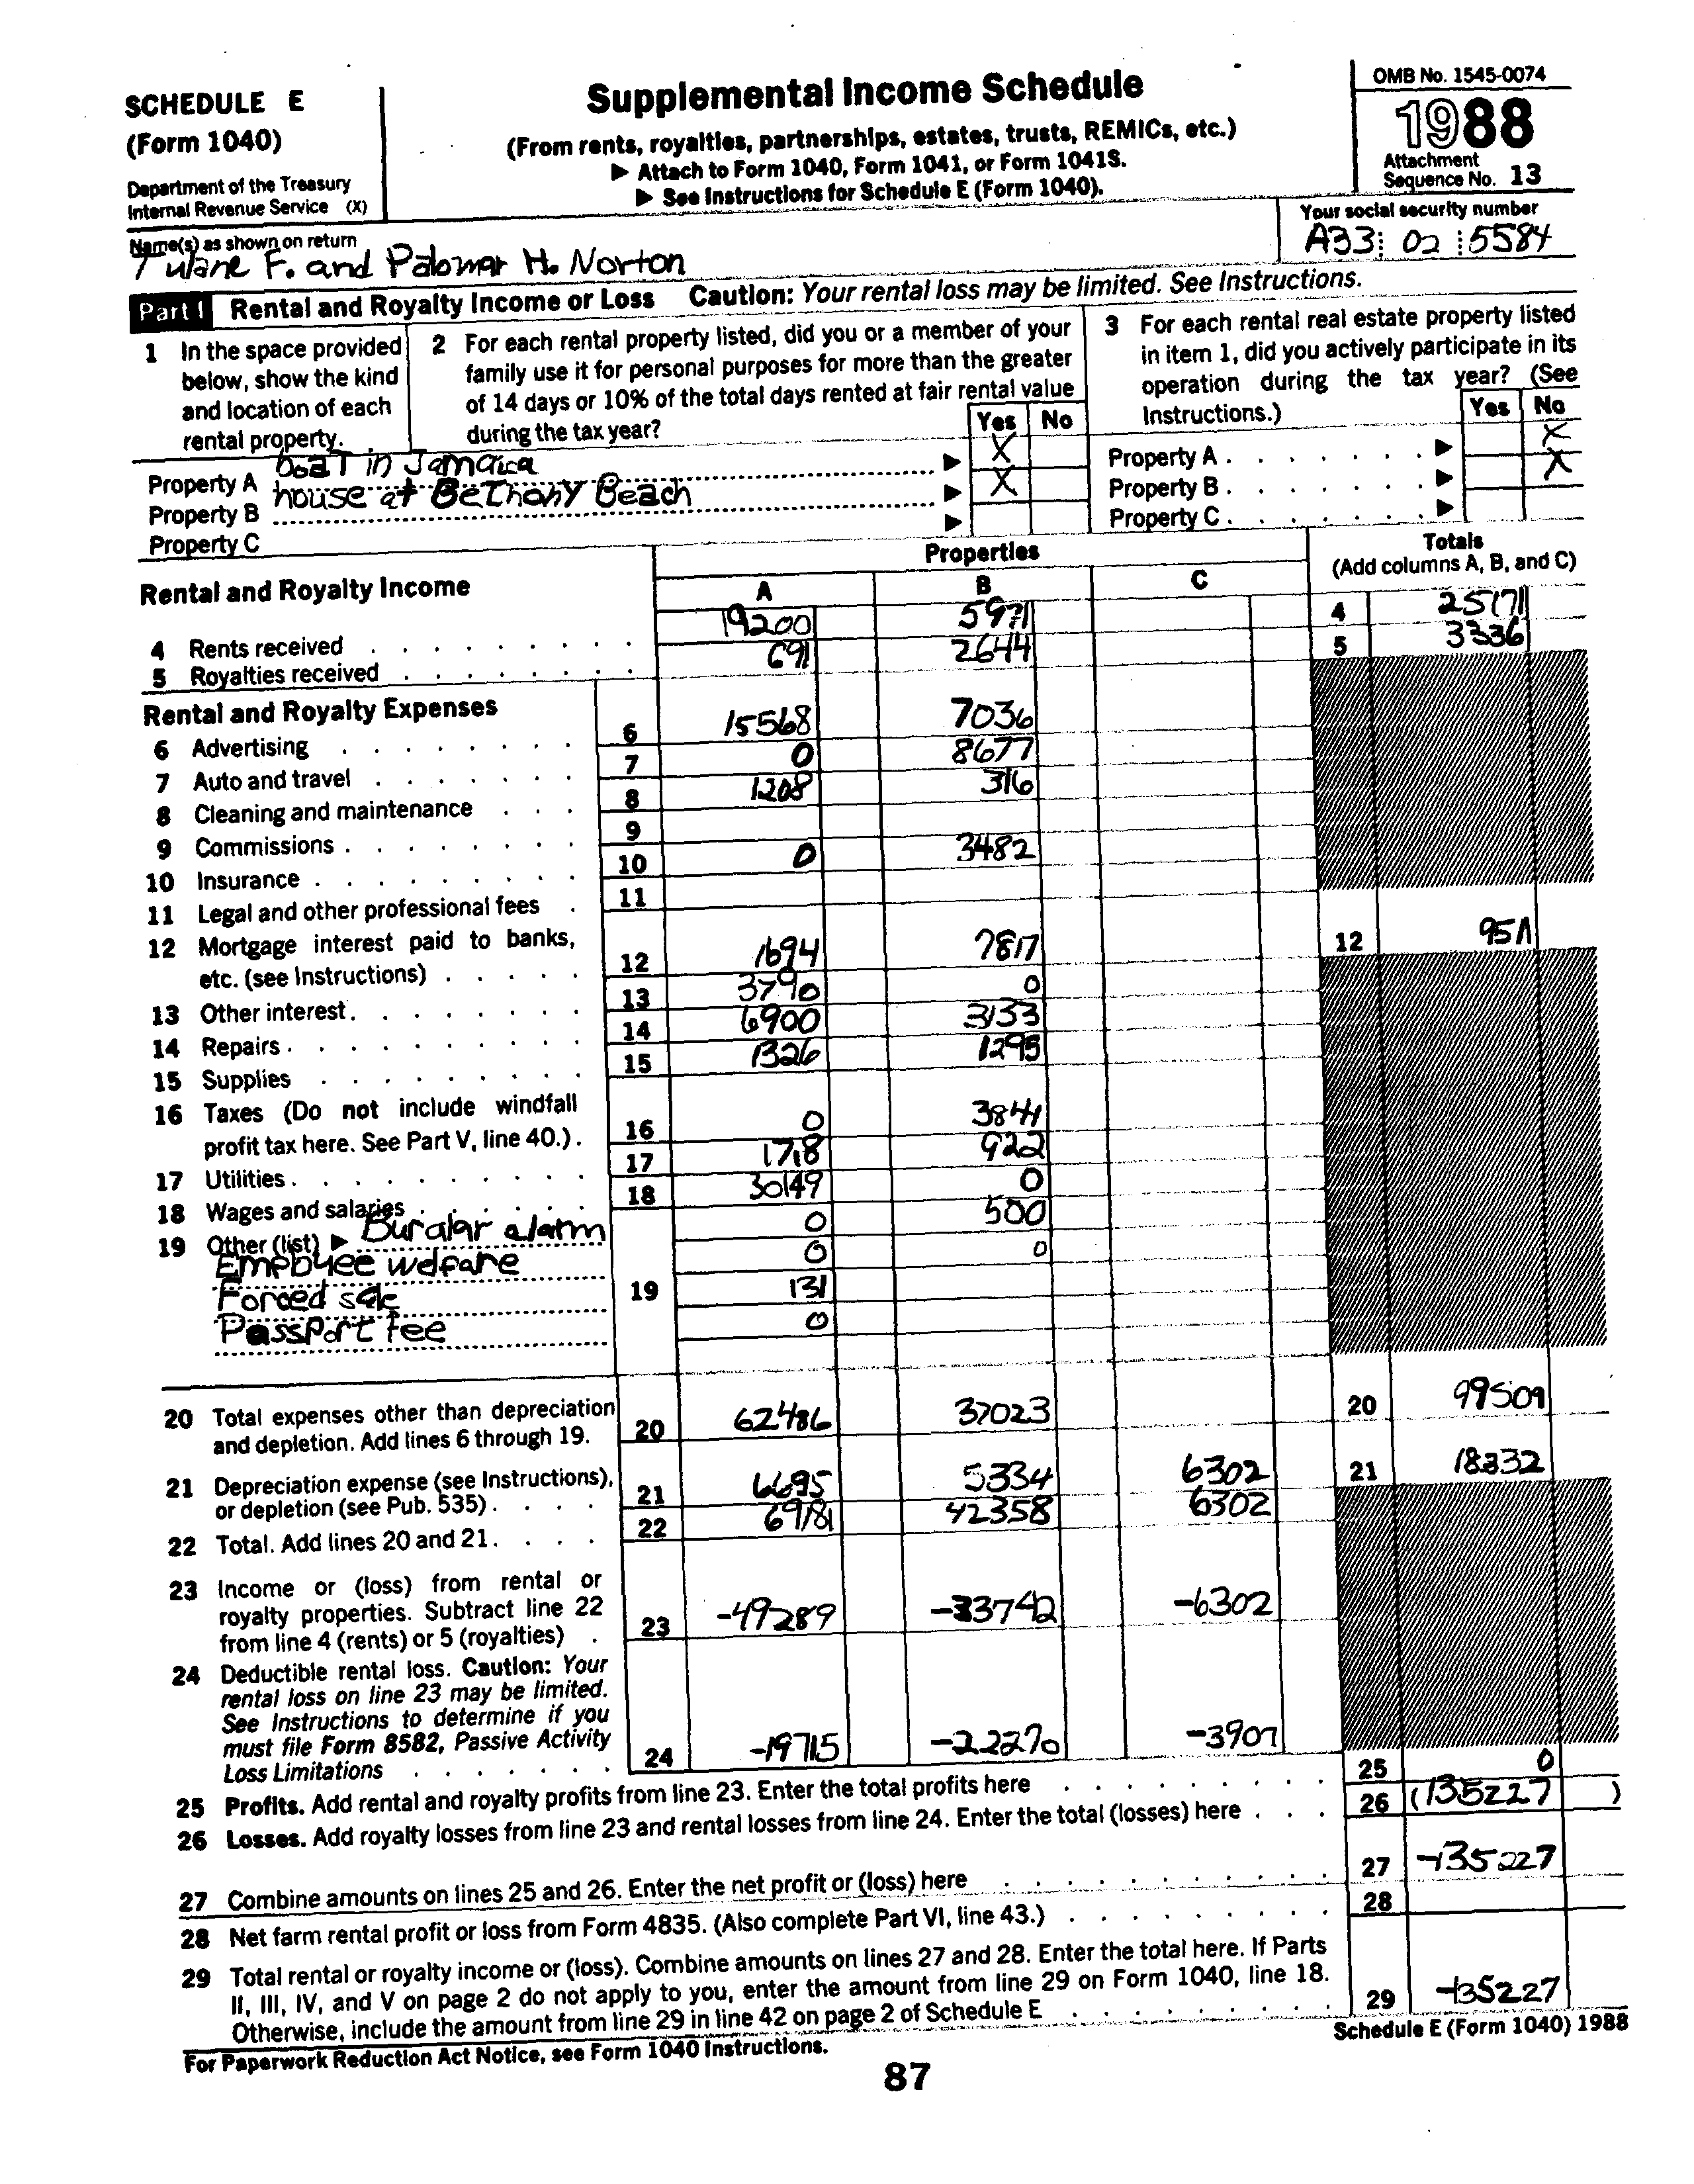 SCHEDULE E
(Form 1040)
Department of the Treasury
Internal Revenue Service (X)
Supplemental Income Schedule
(From rents, royalties, partnerships, estates, trusts, REMICs, etc.)
▶ Attach to Form 1040, Form 1041, or Form 1041S.
▶ See Instructions for Schedule E (Form 1040).
OMB No. 1545-0074
1988
Attachment
Sequence No. 13
Name(s) as shown on return
Tulane F. and Palomar H. Norton
Your social security number
A33 02 5584
Part I Rental and Royalty Income or Loss Caution: Your rental loss may be limited. See Instructions.
1 In the space provided
below, show the kind
and location of each
rental property.
2 For each rental property listed, did you or a member of your
family use it for personal purposes for more than the greater
of 14 days or 10% of the total days rented at fair rental value
during the tax year?
Yes No
3 For each rental real estate property listed
in item 1, did you actively participate in its
operation during the tax year? (See
Instructions.)
Yes No
Property A boat in Jamaica ▶ X
Property B house at Bethany Beach ▶ X
Property C ▶
Property A ▶ X
Property B ▶ X
Property C ▶
Rental and Royalty Income
Properties
A B C
Totals
(Add columns A, B, and C)
4 Rents received 19200 5971 4 25171
5 Royalties received 691 2644 5 3336
Rental and Royalty Expenses
6 Advertising 6 15568 7036
7 Auto and travel 7 0 8677
8 Cleaning and maintenance 8 1208 316
9 Commissions 9
10 Insurance 10 0 3482
11 Legal and other professional fees 11
12 Mortgage interest paid to banks,
etc. (see Instructions) 12 1694 7817 12 9511
13 Other interest 13 3790 0
14 Repairs 14 6900 3133
15 Supplies 15 1326 1295
16 Taxes (Do not include windfall
profit tax here. See Part V, line 40.) 16 0 3841
17 Utilities 17 1718 922
18 Wages and salaries 18 30149 0
19 Other (list) ▶ Burglar alarm 0 500
Employee welfare 0 0
Forced sale 19 131
Passport fee 0
20 Total expenses other than depreciation
and depletion. Add lines 6 through 19. 20 62486 37023 20 99509
21 Depreciation expense (see Instructions),
or depletion (see Pub. 535) 21 6695 5334 6302 21 18332
22 Total. Add lines 20 and 21. 22 69181 42358 6302
23 Income or (loss) from rental or
royalty properties. Subtract line 22
from line 4 (rents) or 5 (royalties) 23 -49289 -33742 -6302
24 Deductible rental loss. Caution: Your
rental loss on line 23 may be limited.
See Instructions to determine if you
must file Form 8582, Passive Activity
Loss Limitations 24 -19715 -22270 -3907
25 Profits. Add rental and royalty profits from line 23. Enter the total profits here 25 0
26 Losses. Add royalty losses from line 23 and rental losses from line 24. Enter the total (losses) here 26 (135227)
27 Combine amounts on lines 25 and 26. Enter the net profit or (loss) here 27 -135227
28 Net farm rental profit or loss from Form 4835. (Also complete Part VI, line 43.) 28
29 Total rental or royalty income or (loss). Combine amounts on lines 27 and 28. Enter the total here. If Parts
II, III, IV, and V on page 2 do not apply to you, enter the amount from line 29 on Form 1040, line 18.
Otherwise, include the amount from line 29 in line 42 on page 2 of Schedule E 29 -135227
For Paperwork Reduction Act Notice, see Form 1040 Instructions.
Schedule E (Form 1040) 1988
87